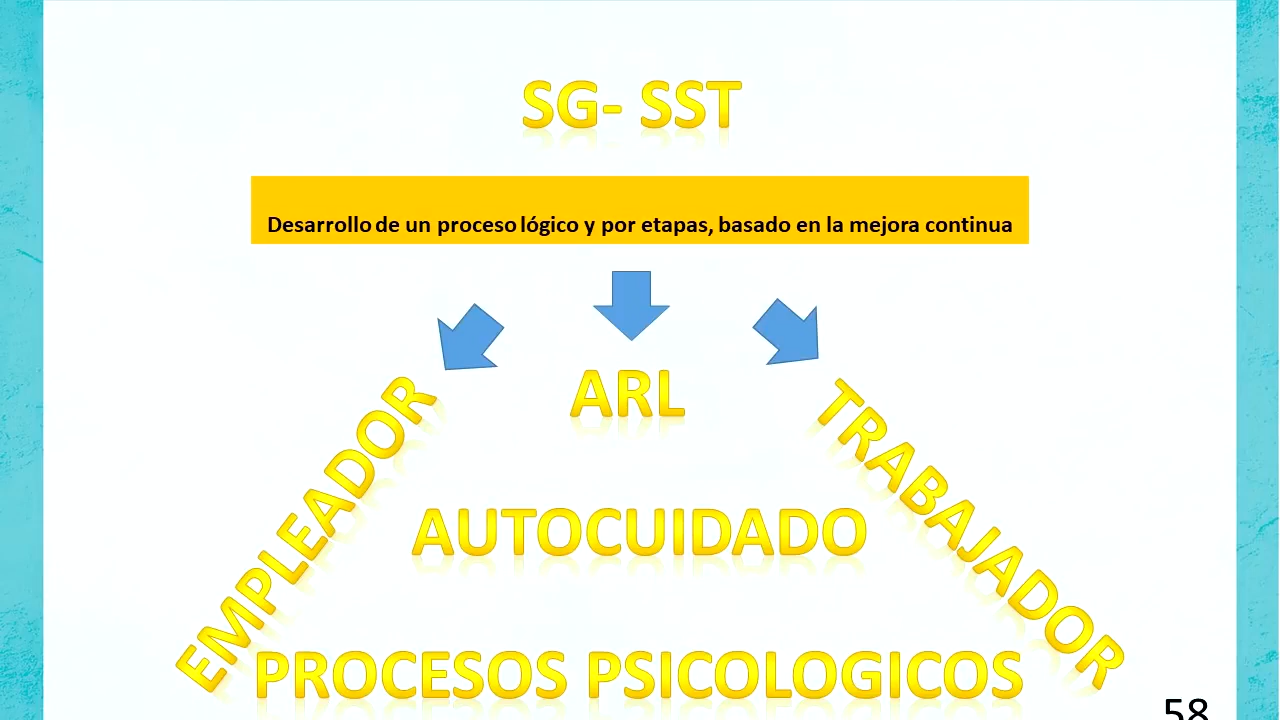 SG- SST
Desarrollo de un proceso lógico y por etapas, basado en la mejora continua
EMPLEADOR
ARL
TRABAJADOR
AUTOCUIDADO
PROCESOS PSICOLOGICOS
58